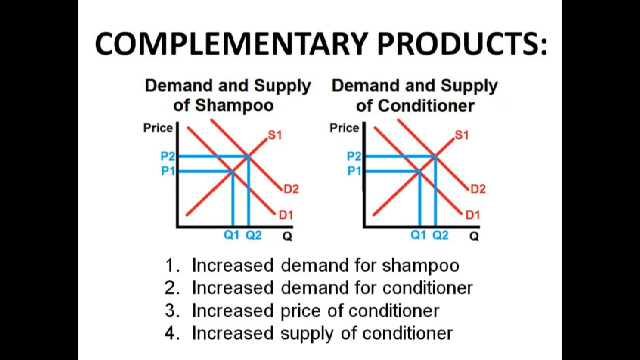 COMPLEMENTARY PRODUCTS:
Demand and Supply
of Shampoo
Price
S1
P2
P1
D2
D1
Q1 Q2 Q
Demand and Supply
of Conditioner
Price
S1
P2
P1
D2
D1
Q1 Q2 Q
1. Increased demand for shampoo
2. Increased demand for conditioner
3. Increased price of conditioner
4. Increased supply of conditioner